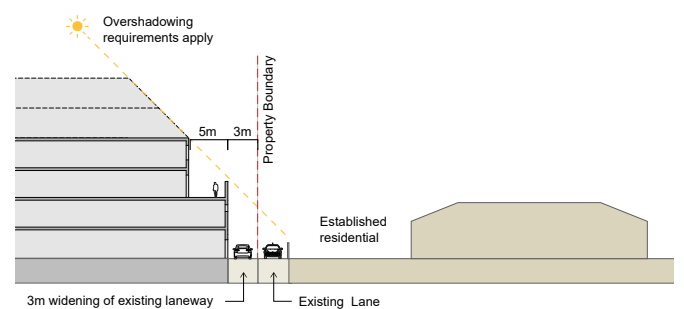 Overshadowing
requirements apply
5m
3m
Property Boundary
Established
residential
3m widening of existing laneway
Existing Lane